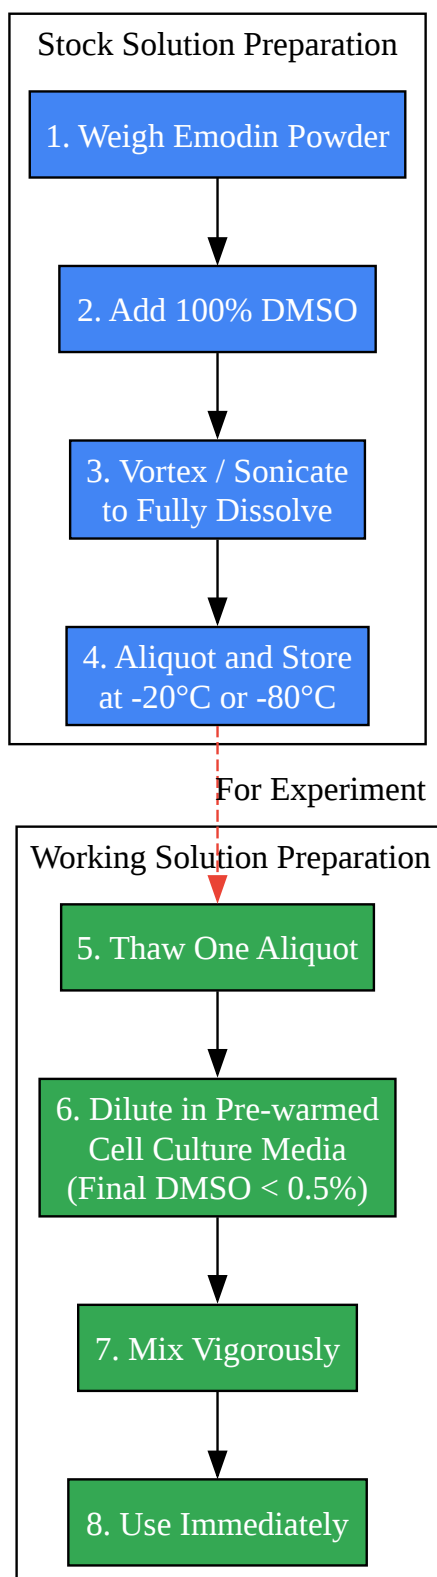 Stock Solution Preparation
1. Weigh Emodin Powder
2. Add 100% DMSO
3. Vortex / Sonicate
to Fully Dissolve
4. Aliquot and Store
at -20°C or -80°C
For Experiment
Working Solution Preparation
5. Thaw One Aliquot
6. Dilute in Pre-warmed
Cell Culture Media
(Final DMSO < 0.5%)
7. Mix Vigorously
8. Use Immediately